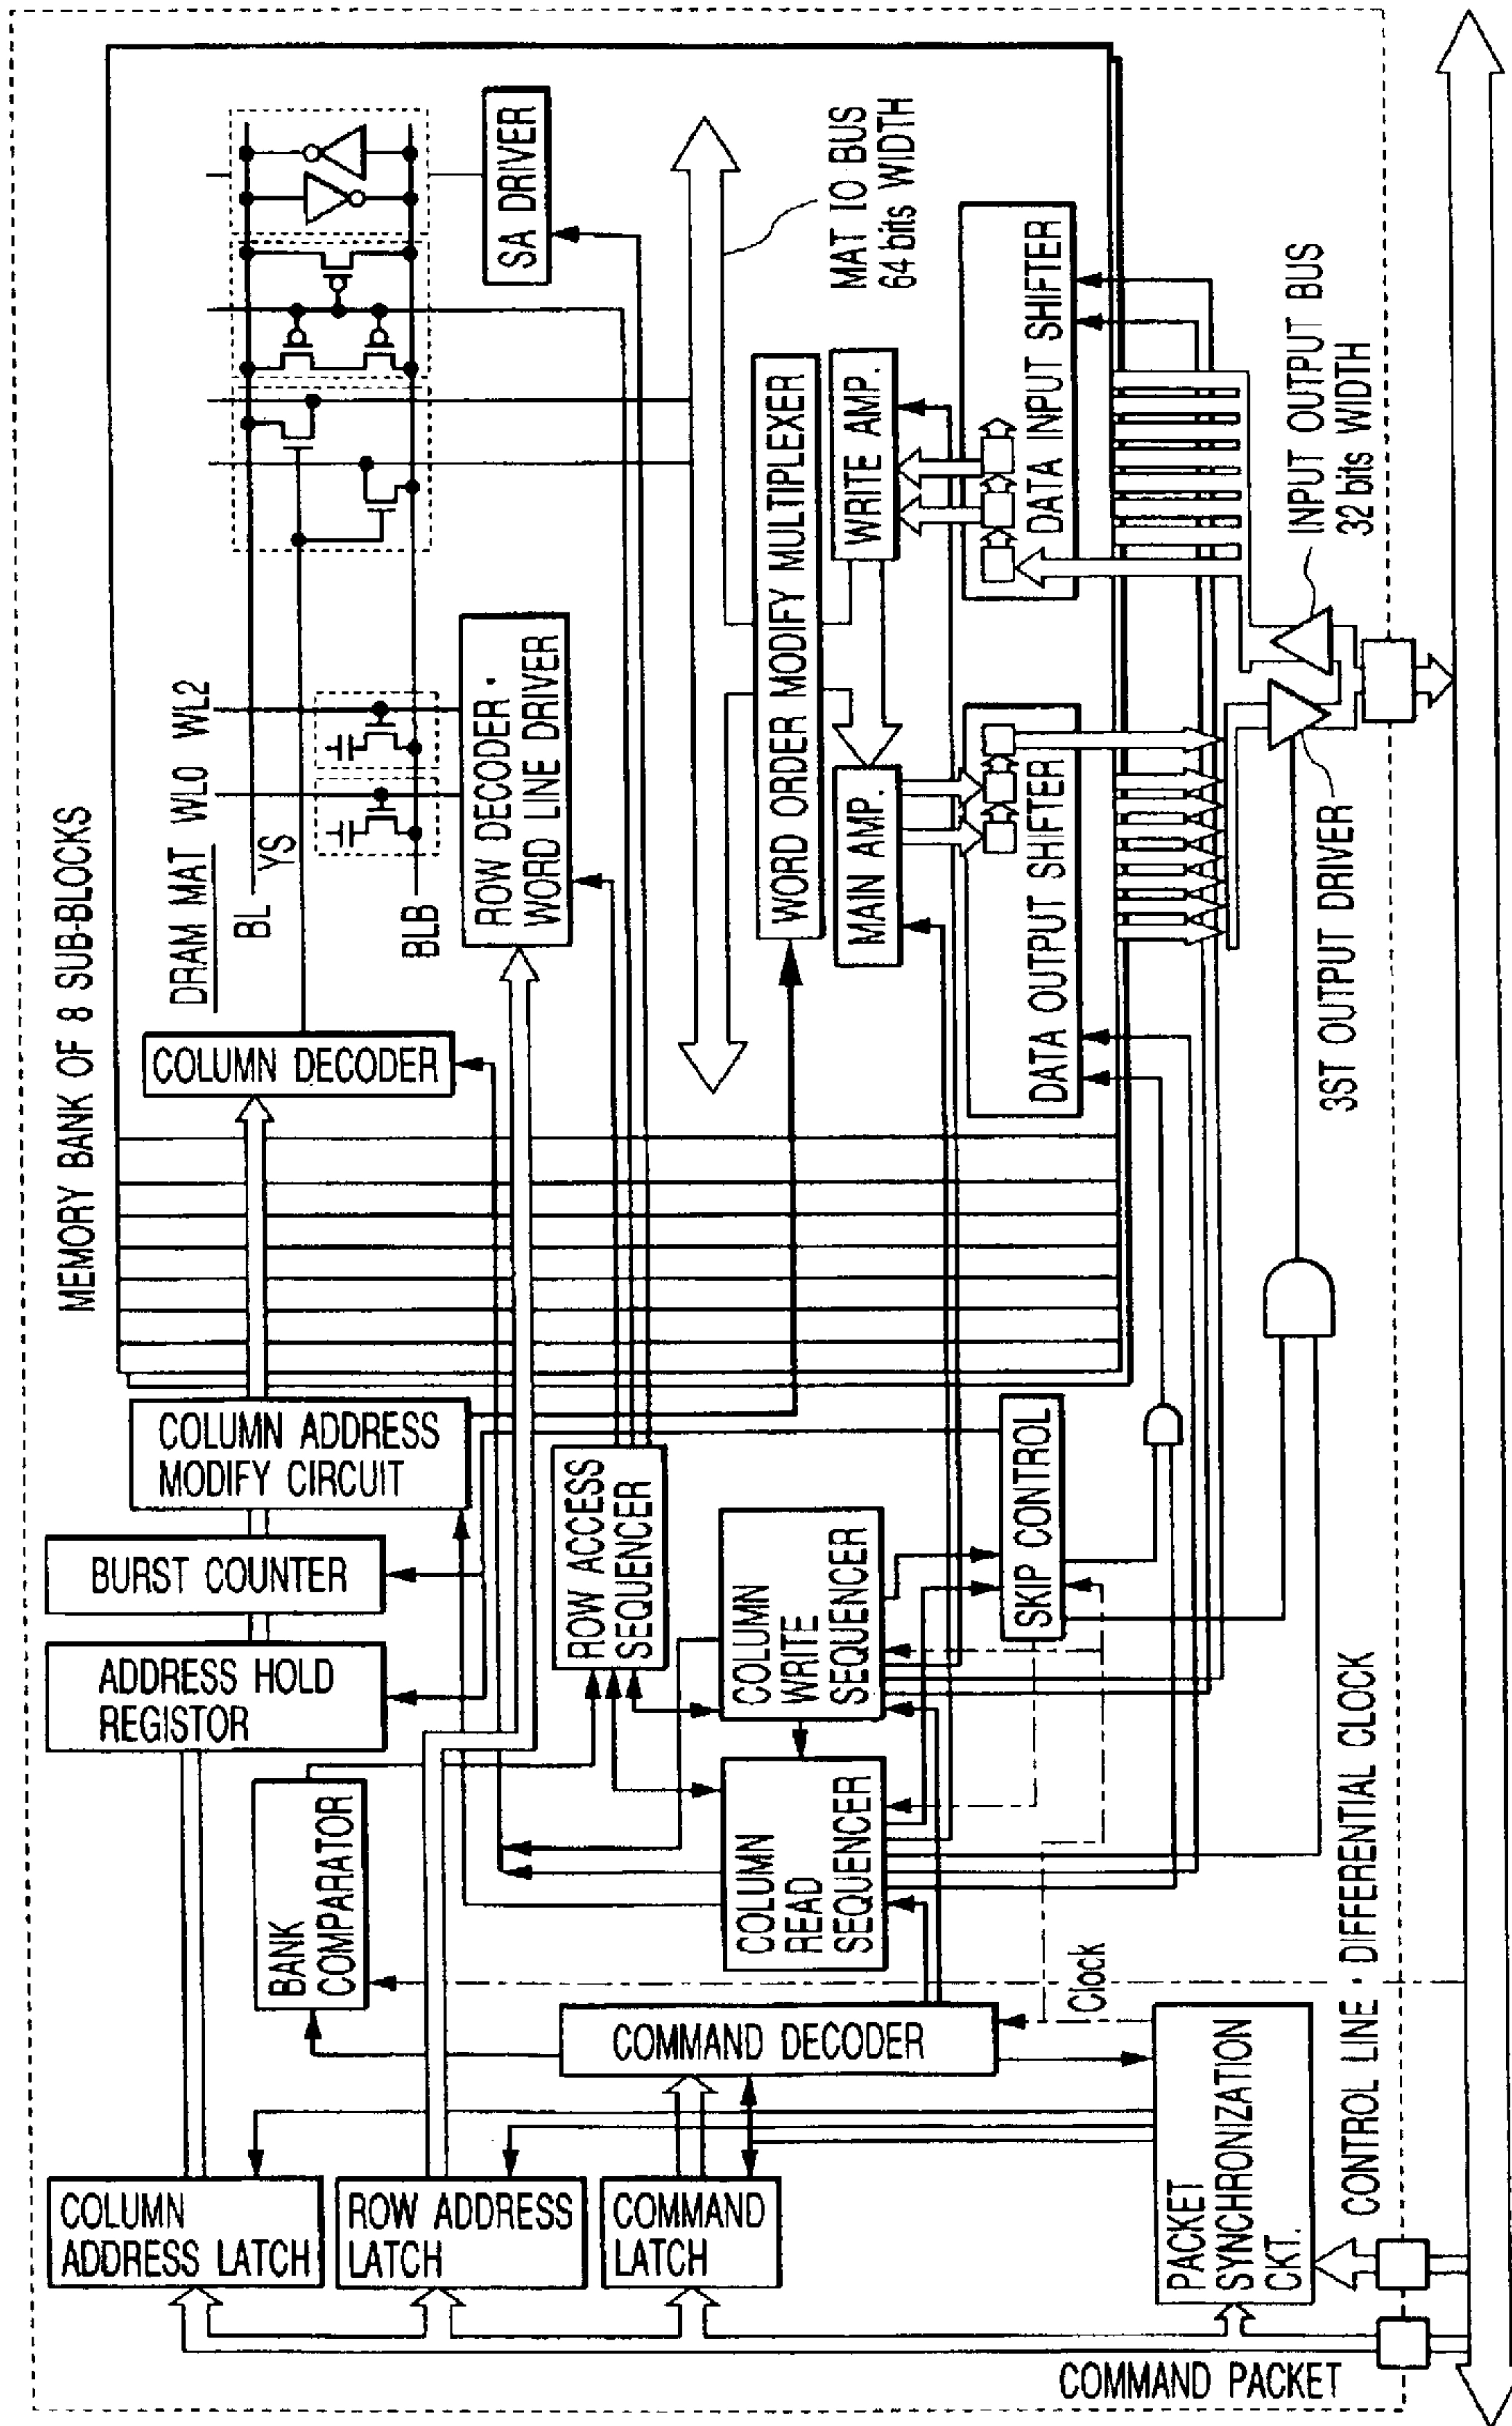 MEMORY BANK OF 8 SUB-BLOCKS
COLUMN
ADDRESS LATCH
ADDRESS HOLD
REGISTOR
BURST COUNTER
COLUMN ADDRESS
MODIFY CIRCUIT
COLUMN DECODER
DRAM MAT
WL0
WL2
BL
YS
BLB
ROW ADDRESS
LATCH
BANK
COMPARATOR
ROW DECODER ·
WORD LINE DRIVER
SA DRIVER
COMMAND
LATCH
COMMAND DECODER
ROW ACCESS
SEQUENCER
COLUMN
READ
SEQUENCER
COLUMN
WRITE
SEQUENCER
MAT IO BUS
64 bits WIDTH
WORD ORDER MODIFY MULTIPLEXER
MAIN AMP.
WRITE AMP.
SKIP CONTROL
DATA OUTPUT SHIFTER
DATA INPUT SHIFTER
Clock
PACKET
SYNCHRONIZATION
CKT.
INPUT OUTPUT BUS
32 bits WIDTH
3ST OUTPUT DRIVER
COMMAND PACKET
CONTROL LINE · DIFFERENTIAL CLOCK